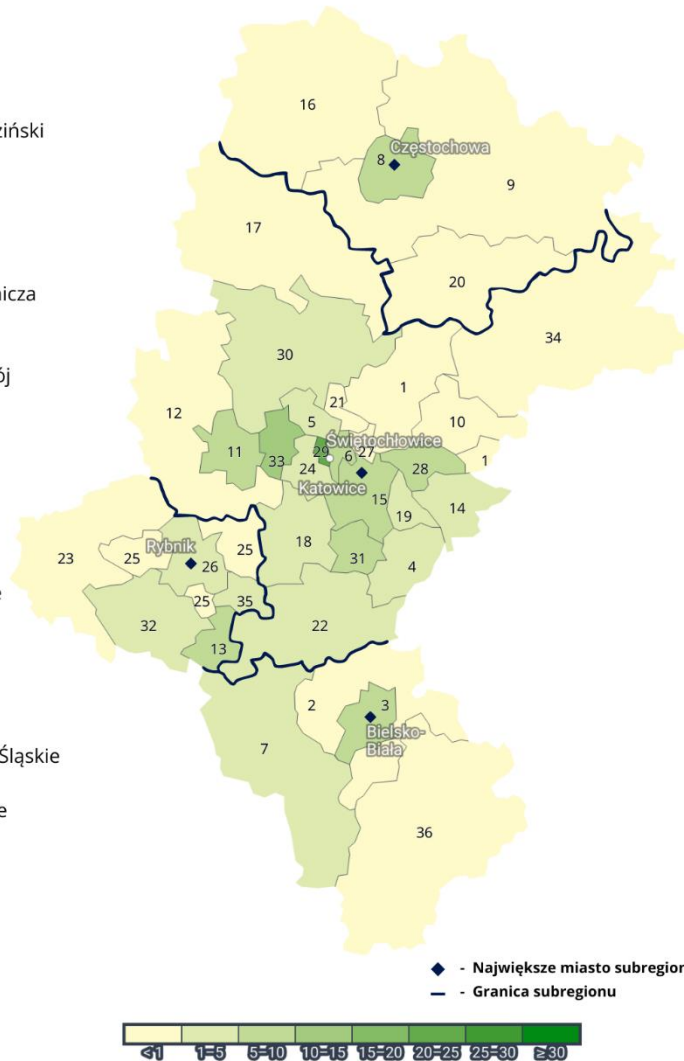 16
ziński
8
Częstochowa
9
17
20
nicza
34
30
ój
1
21
12
5
10
Świętochłowice
11
29
6
27
33
24
28
1
Katowice
15
14
19
18
Rybnik
25
23
25
26
31
4
e
25
35
32
22
13
2
3
Bielsko-
Biała
7
Śląskie
e
36
- Największe miasto subregion
- Granica subregionu
<1 1-5 5-10 10-15 15-20 20-25 25-30 ≥30